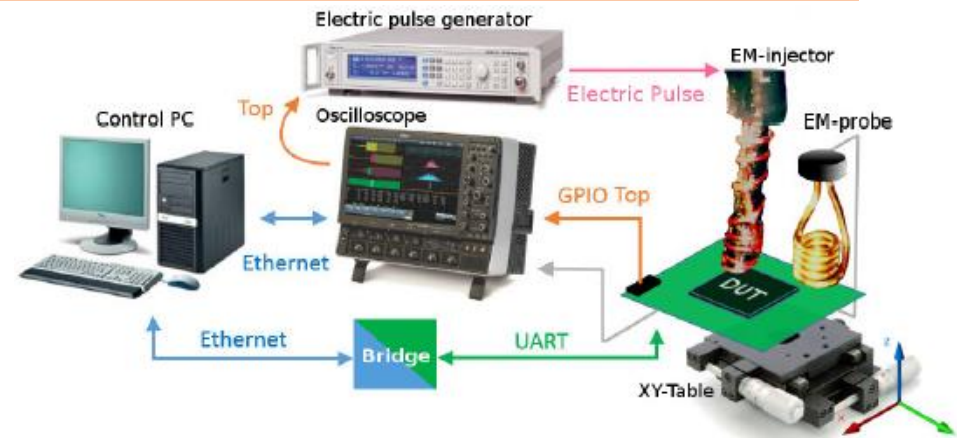 Electric pulse generator
EM-injector
Electric Pulse
Top
Oscilloscope
Control PC
EM-probe
GPIO Top
Ethernet
DUT
Ethernet
Bridge
UART
XY-Table
X
Z